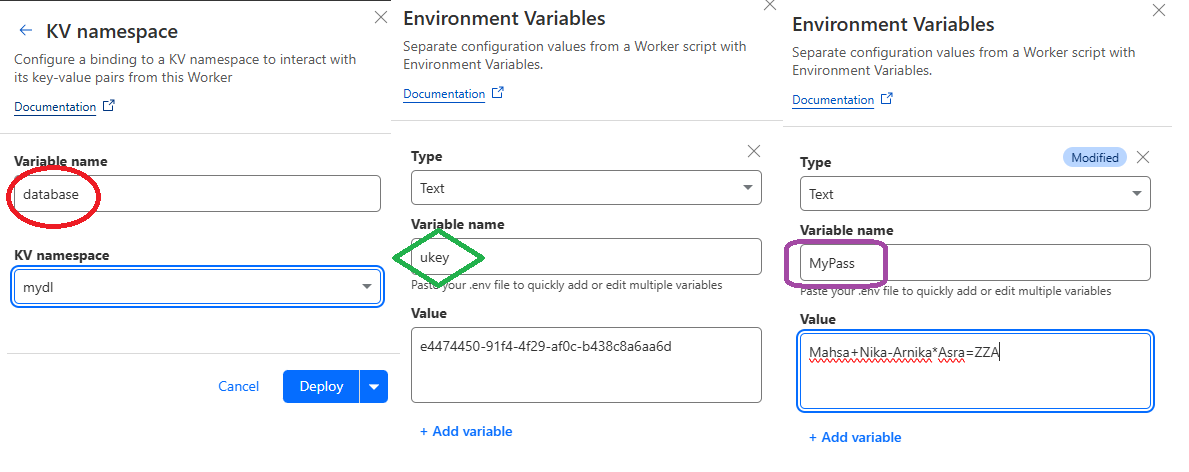 KV namespace
Configure a binding to a KV namespace to interact with
its key-value pairs from this Worker
Documentation
Variable name
database
KV namespace
mydl
Cancel
Deploy
Environment Variables
Separate configuration values from a Worker script with
Environment Variables.
Documentation
Type
Text
Variable name
ukey
Paste your .env file to quickly add or edit multiple variables
Value
e4474450-91f4-4f29-af0c-b438c8a6aa6d
+ Add variable
Environment Variables
Separate configuration values from a Worker script with
Environment Variables.
Documentation
Modified
Type
Text
Variable name
MyPass
Paste your .env file to quickly add or edit multiple variables
Value
Mahsa+Nika-Arnika*Asra=ZZA
+ Add variable